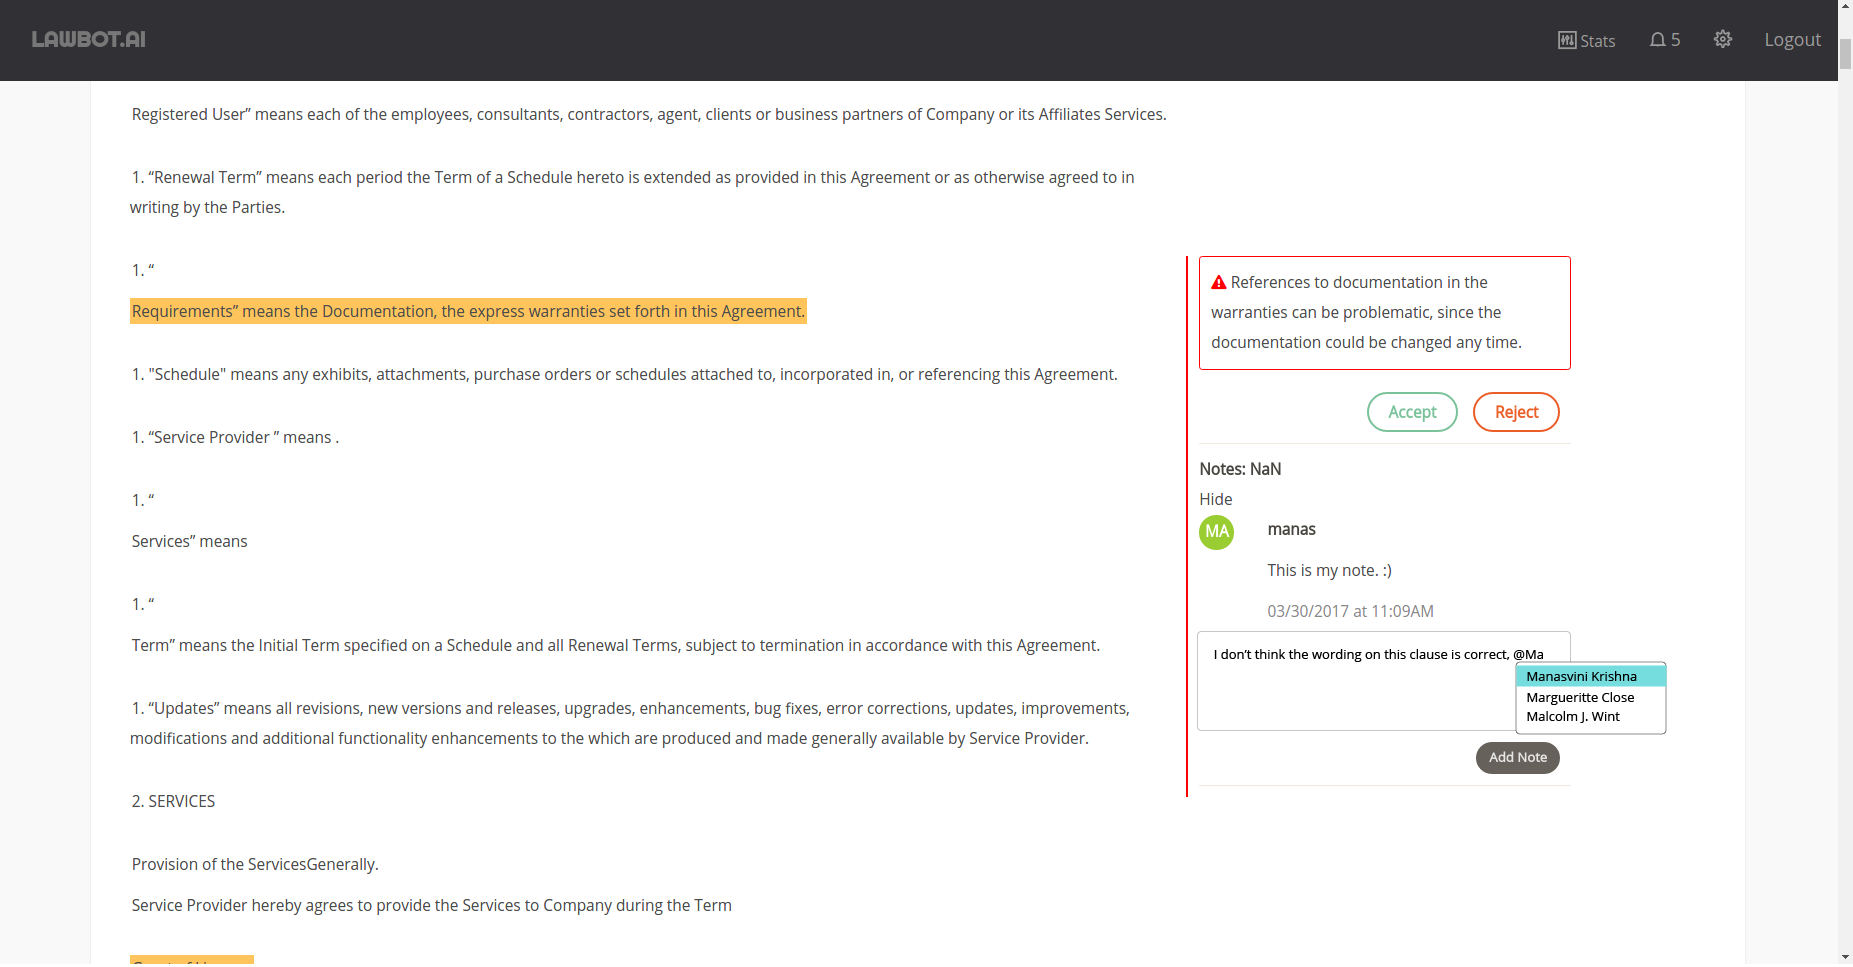 LAWBOT.AI
Stats
5
Logout
Registered User” means each of the employees, consultants, contractors, agent, clients or business partners of Company or its Affiliates Services.
1. “Renewal Term” means each period the Term of a Schedule hereto is extended as provided in this Agreement or as otherwise agreed to in
writing by the Parties.
1. “
Requirements” means the Documentation, the express warranties set forth in this Agreement.
1. "Schedule" means any exhibits, attachments, purchase orders or schedules attached to, incorporated in, or referencing this Agreement.
1. “Service Provider ” means .
1. “
Services” means
1. “
Term” means the Initial Term specified on a Schedule and all Renewal Terms, subject to termination in accordance with this Agreement.
1. “Updates” means all revisions, new versions and releases, upgrades, enhancements, bug fixes, error corrections, updates, improvements,
modifications and additional functionality enhancements to the which are produced and made generally available by Service Provider.
2. SERVICES
Provision of the ServicesGenerally.
Service Provider hereby agrees to provide the Services to Company during the Term
References to documentation in the
warranties can be problematic, since the
documentation could be changed any time.
Accept
Reject
Notes: NaN
Hide
MA
manas
This is my note. :)
03/30/2017 at 11:09AM
I don’t think the wording on this clause is correct, @Ma
Manasvini Krishna
Margueritte Close
Malcolm J. Wint
Add Note